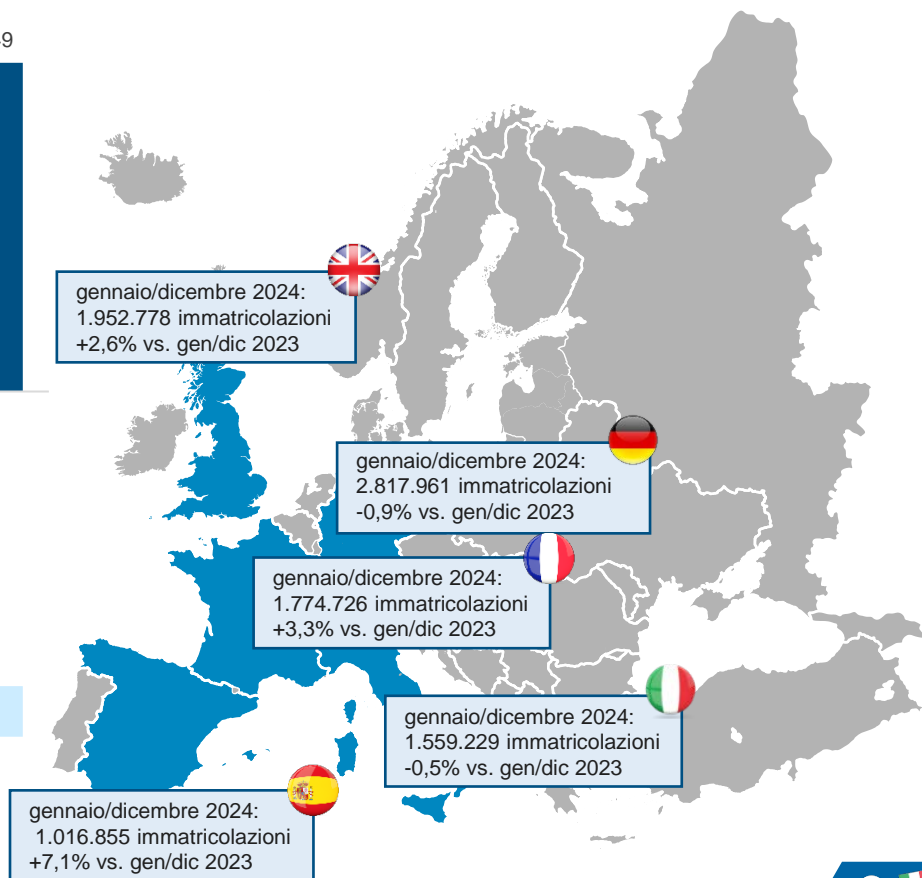 9
gennaio/dicembre 2024:
1.952.778 immatricolazioni
+2,6% vs. gen/dic 2023
gennaio/dicembre 2024:
2.817.961 immatricolazioni
-0,9% vs. gen/dic 2023
gennaio/dicembre 2024:
1.774.726 immatricolazioni
+3,3% vs. gen/dic 2023
gennaio/dicembre 2024:
1.559.229 immatricolazioni
-0,5% vs. gen/dic 2023
gennaio/dicembre 2024:
1.016.855 immatricolazioni
+7,1% vs. gen/dic 2023